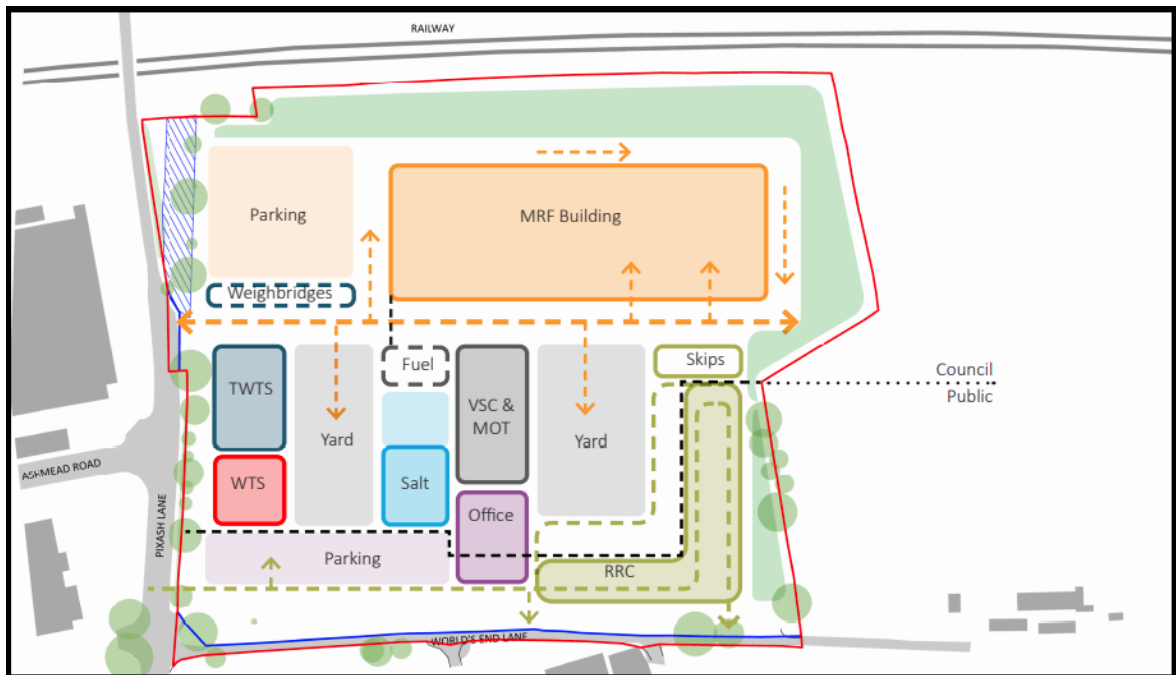 RAILWAY
Parking
MRF Building
Weighbridges
Fuel
Skips
Council
Public
TWTS
Yard
VSC &
MOT
Yard
ASHMEAD ROAD
WTS
Salt
Office
PIXASH LANE
Parking
RRC
WORLD'S END LANE